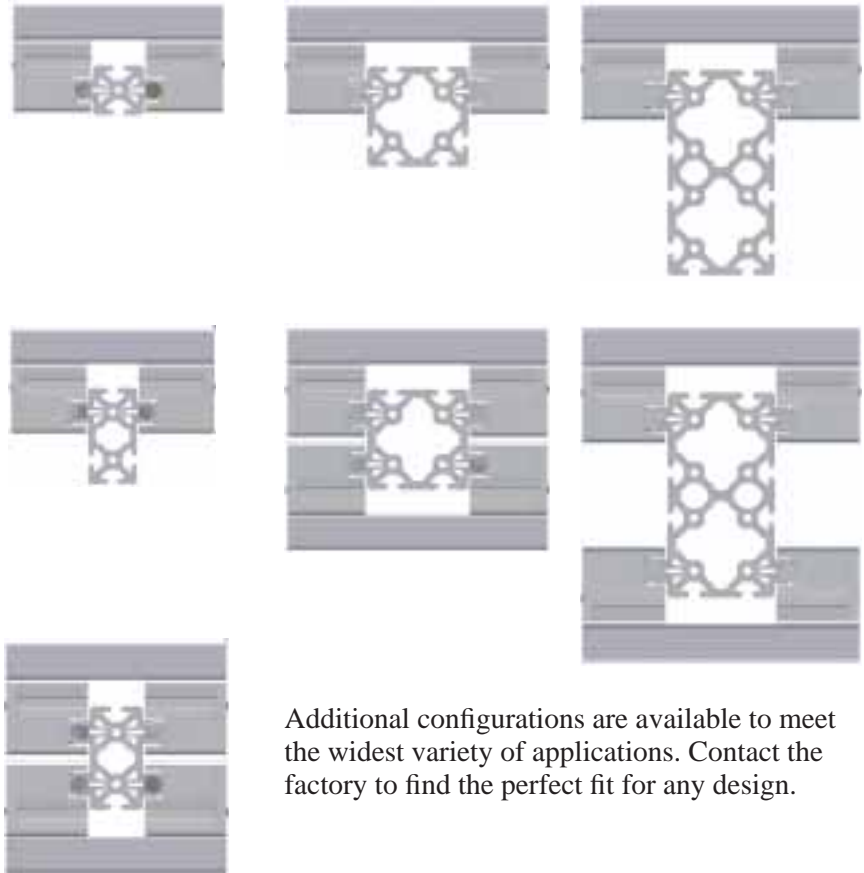 Additional configurations are available to meet
the widest variety of applications. Contact the
factory to find the perfect fit for any design.